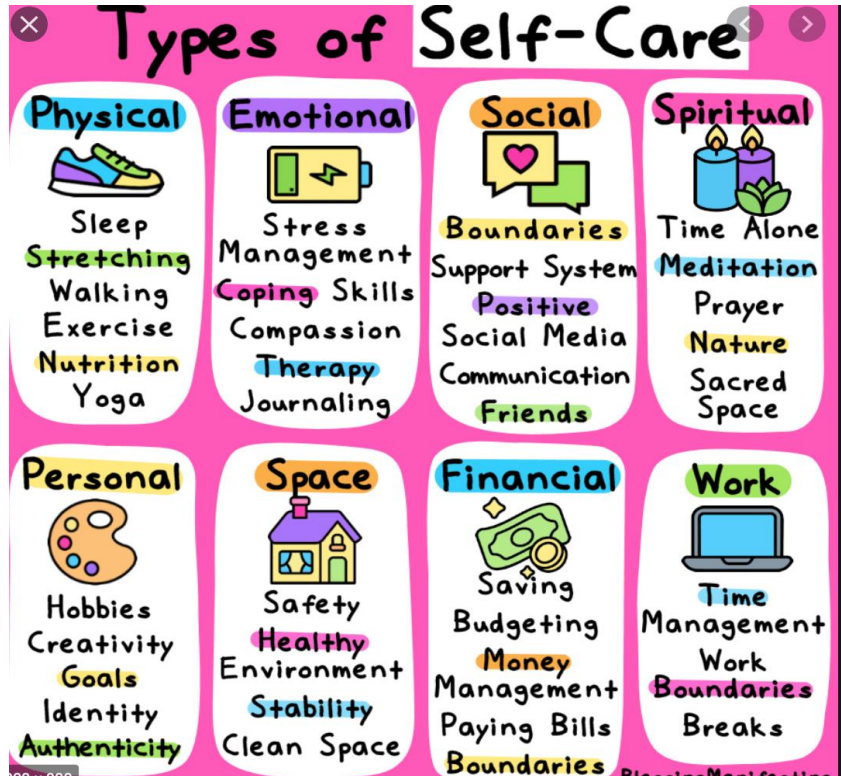 Types of Self-Care
Physical
Sleep
Stretching
Walking
Exercise
Nutrition
Yoga
Emotional
Stress
Management
Coping Skills
Compassion
Therapy
Journaling
Social
Boundaries
Support System
Positive
Social Media
Communication
Friends
Spiritual
Time Alone
Meditation
Prayer
Nature
Sacred
Space
Personal
Hobbies
Creativity
Goals
Identity
Authenticity
Space
Safety
Healthy
Environment
Stability
Clean Space
Financial
Saving
Budgeting
Money
Management
Paying Bills
Boundaries
Work
Time
Management
Work
Boundaries
Breaks